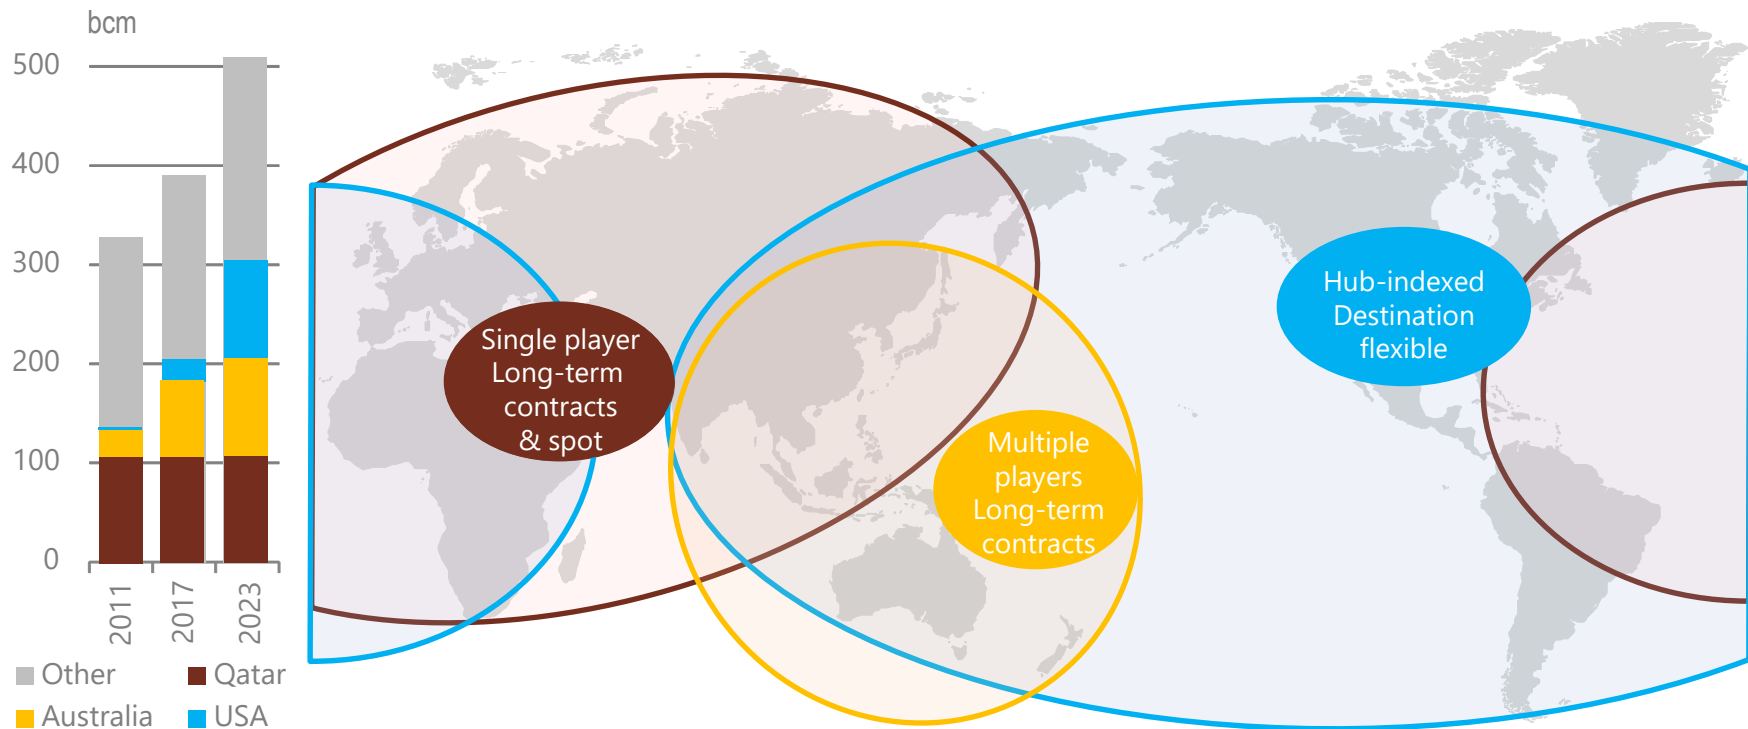 bcm
500
400
300
200
100
0
2011
2017
2023
Other
Qatar
Australia
USA
Single player
Long-term
contracts
& spot
Multiple
players
Long-term
contracts
Hub-indexed
Destination
flexible